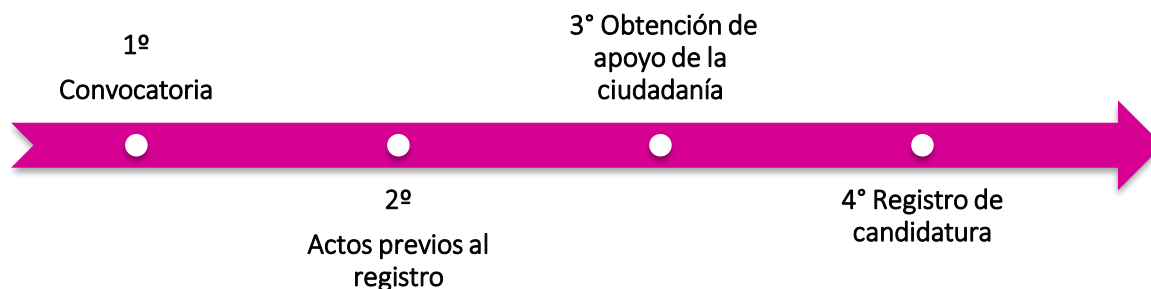 1º
Convocatoria
2º
Actos previos al
registro
3° Obtención de
apoyo de la
ciudadanía
4° Registro de
candidatura